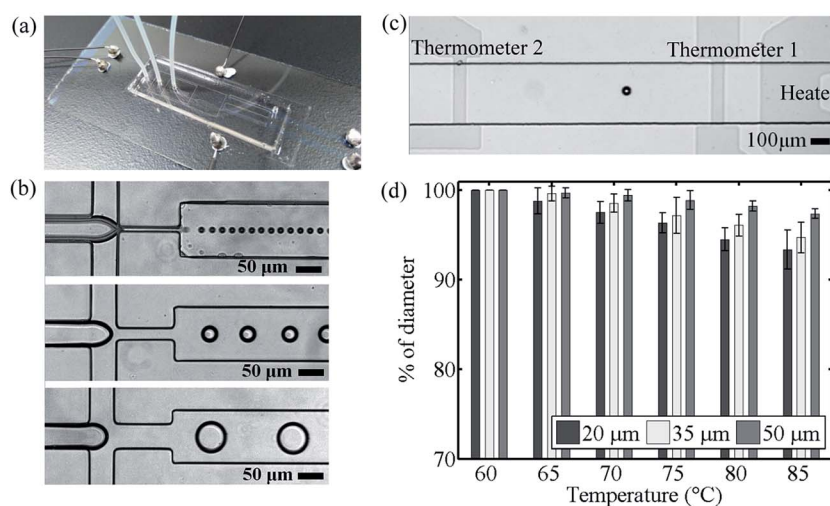 (a)
(b)
50 μm
50 μm
50 μm
(c)
Thermometer 2
Thermometer 1
Heate
100μm
(d)
% of diameter
100
90
80
70
20 μm
35 μm
50 μm
60
65
70
75
80
85
Temperature (°C)